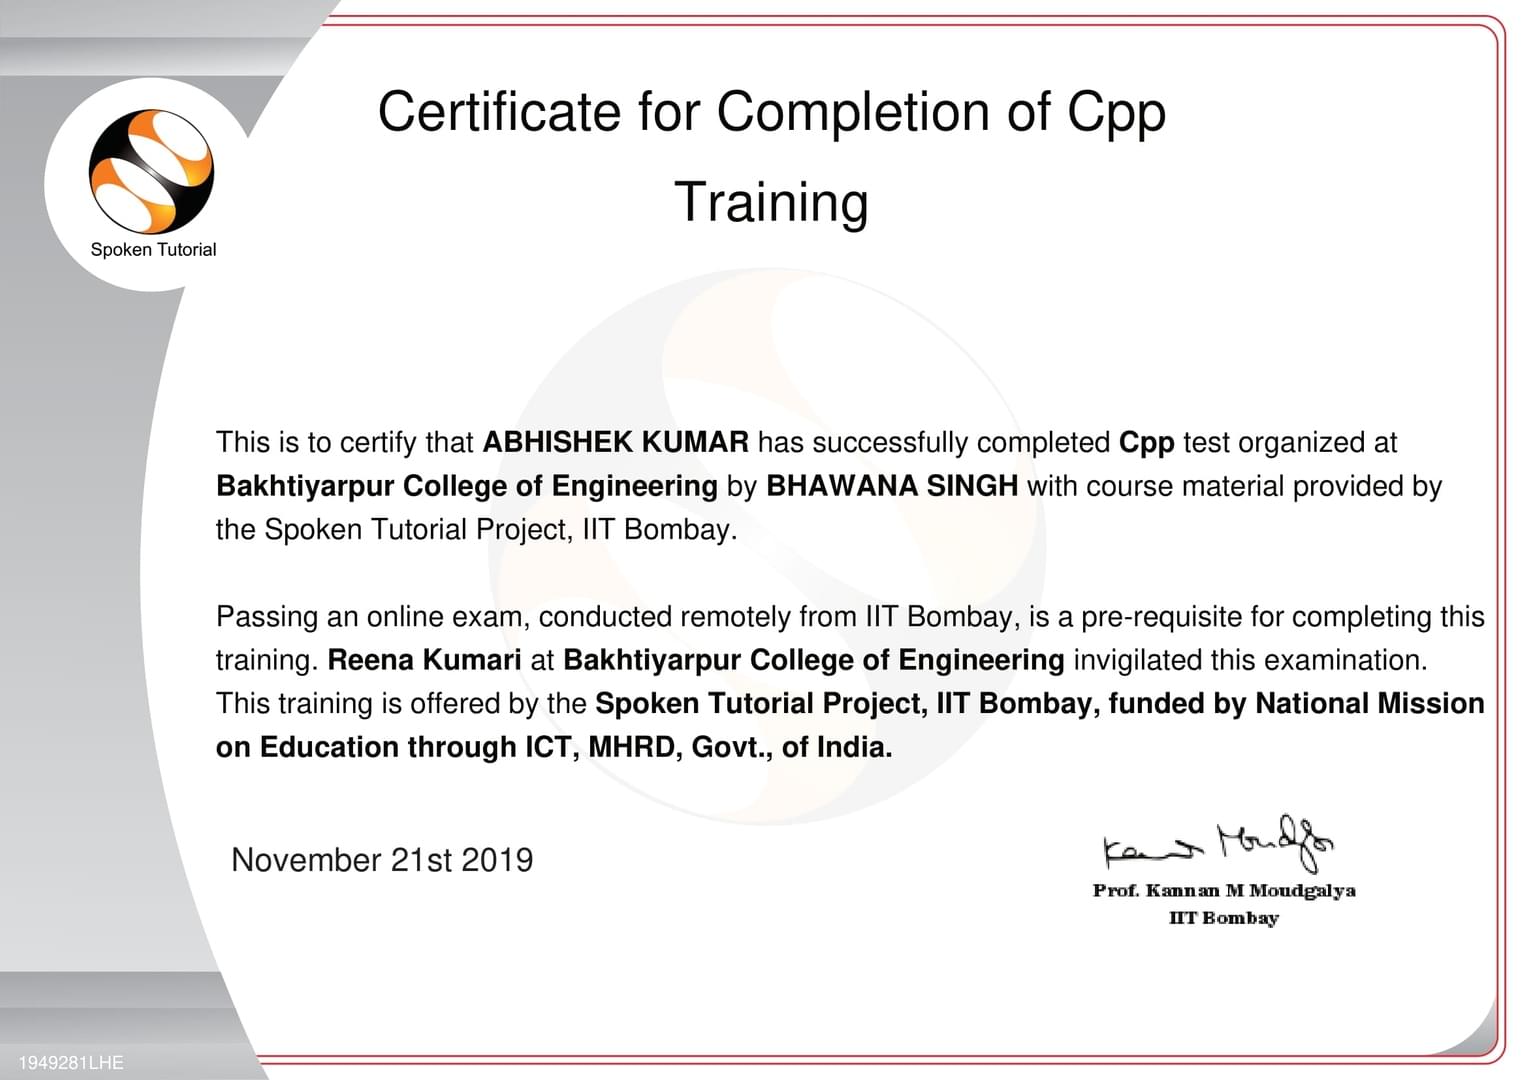 Certificate for Completion of Cpp
Training
Spoken Tutorial
This is to certify that ABHISHEK KUMAR has successfully completed Cpp test organized at
Bakhtiyarpur College of Engineering by BHAWANA SINGH with course material provided by
the Spoken Tutorial Project, IIT Bombay.
Passing an online exam, conducted remotely from IIT Bombay, is a pre-requisite for completing this
training. Reena Kumari at Bakhtiyarpur College of Engineering invigilated this examination.
This training is offered by the Spoken Tutorial Project, IIT Bombay, funded by National Mission
on Education through ICT, MHRD, Govt., of India.
November 21st 2019
Kannan Moudgalya
Prof. Kannan M Moudgalya
IIT Bombay
1949281LHE